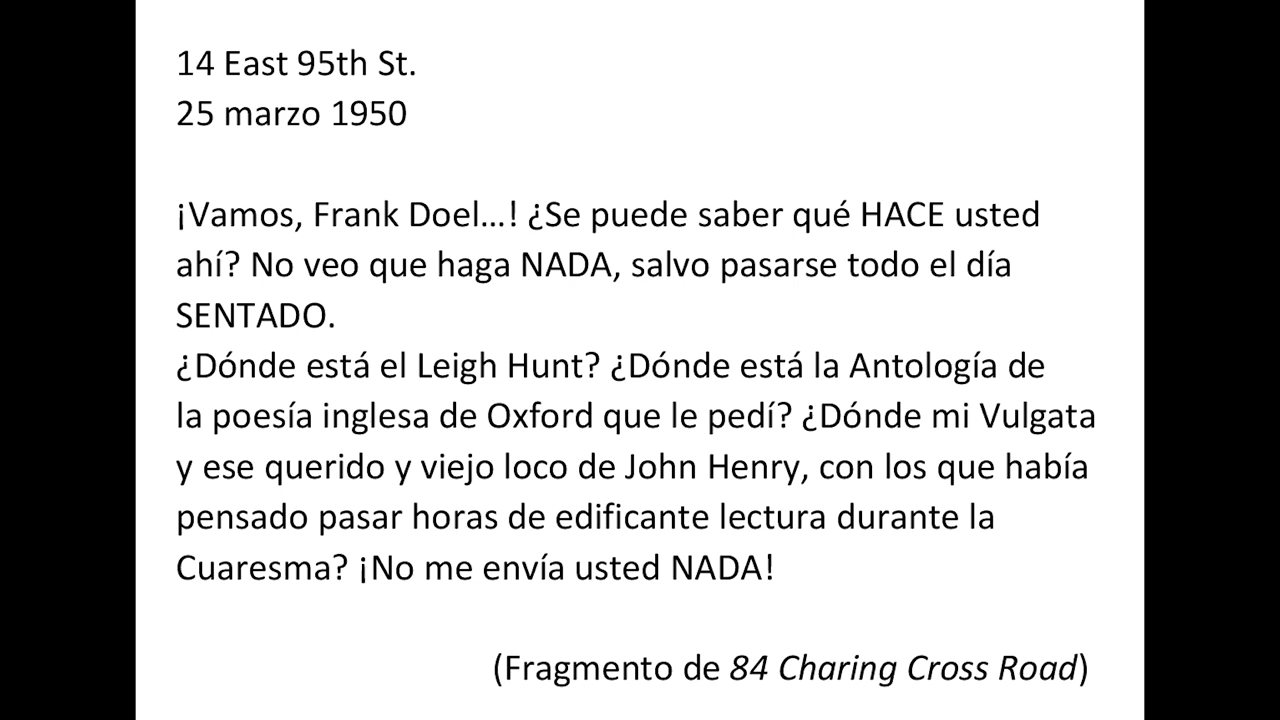 14 East 95th St.
25 marzo 1950
¡Vamos, Frank Doel...! ¿Se puede saber qué HACE usted
ahí? No veo que haga NADA, salvo pasarse todo el día
SENTADO.
¿Dónde está el Leigh Hunt? ¿Dónde está la Antología de
la poesía inglesa de Oxford que le pedí? ¿Dónde mi Vulgata
y ese querido y viejo loco de John Henry, con los que había
pensado pasar horas de edificante lectura durante la
Cuaresma? ¡No me envía usted NADA!
(Fragmento de 84 Charing Cross Road)